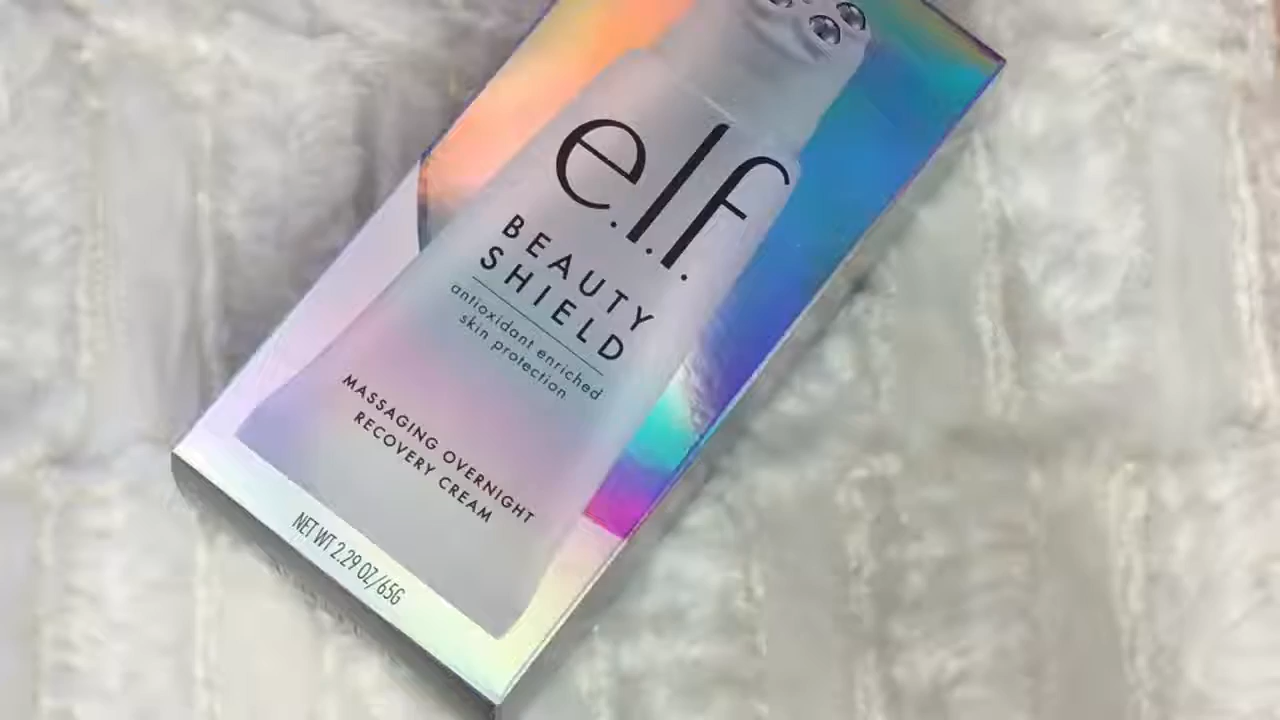 e.l.f.
BEAUTY
SHIELD
antioxidant enriched
skin protection
MASSAGING OVERNIGHT
RECOVERY CREAM
NET WT 2.29 OZ/65G